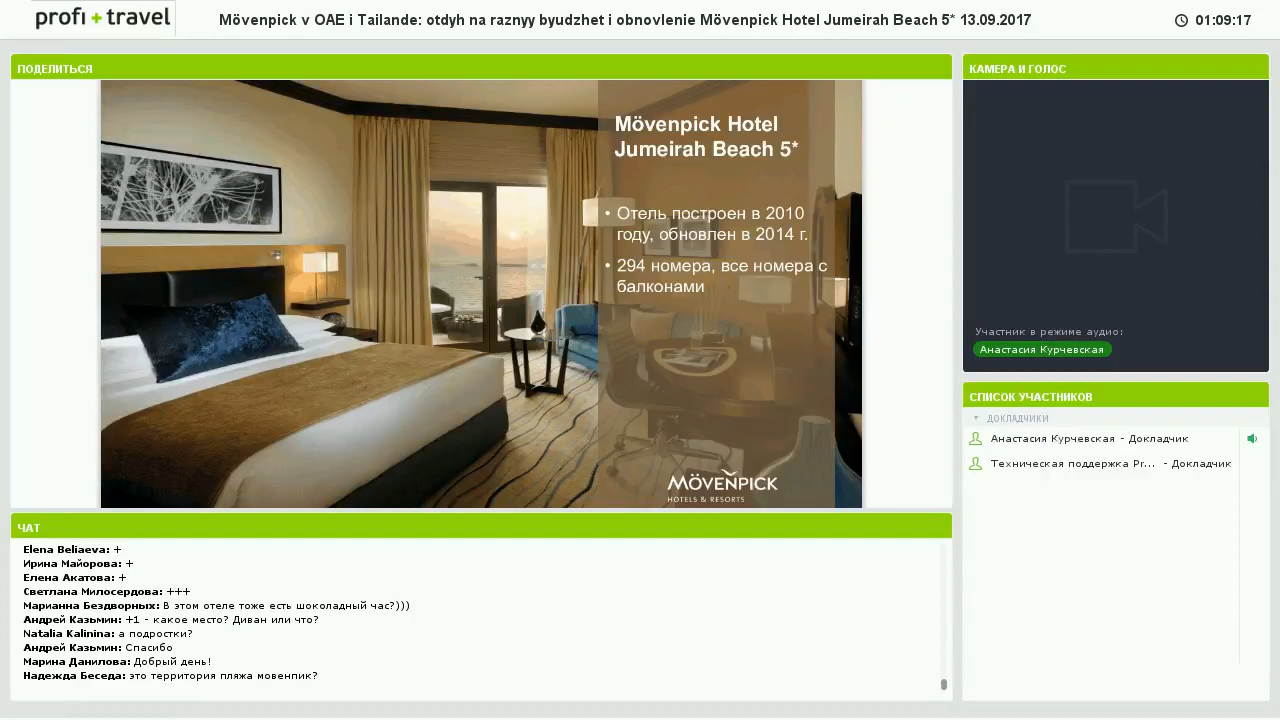 profi + travel
Mövenpick v OAE i Tailande: otdyh na raznyy byudzhet i obnovlenie Mövenpick Hotel Jumeirah Beach 5* 13.09.2017
01:09:17
ПОДЕЛИТЬСЯ
Mövenpick Hotel
Jumeirah Beach 5*
• Отель построен в 2010
году, обновлен в 2014 г.
• 294 номера, все номера с
балконами
MÖVENPICK
HOTELS & RESORTS
КАМЕРА И ГОЛОС
Участник в режиме аудио:
Анастасия Курчевская
СПИСОК УЧАСТНИКОВ
ДОКЛАДЧИКИ
Анастасия Курчевская - Докладчик
Техническая поддержка Pr... - Докладчик
ЧАТ
Elena Beliaeva: +
Ирина Майорова: +
Елена Акатова: +
Светлана Милосердова: +++
Марианна Бездворных: В этом отеле тоже есть шоколадный час?)))
Андрей Казьмин: +1 - какое место? Диван или что?
Natalia Kalinina: а подростки?
Андрей Казьмин: Спасибо
Марина Данилова: Добрый день!
Надежда Беседа: это территория пляжа мовенпик?